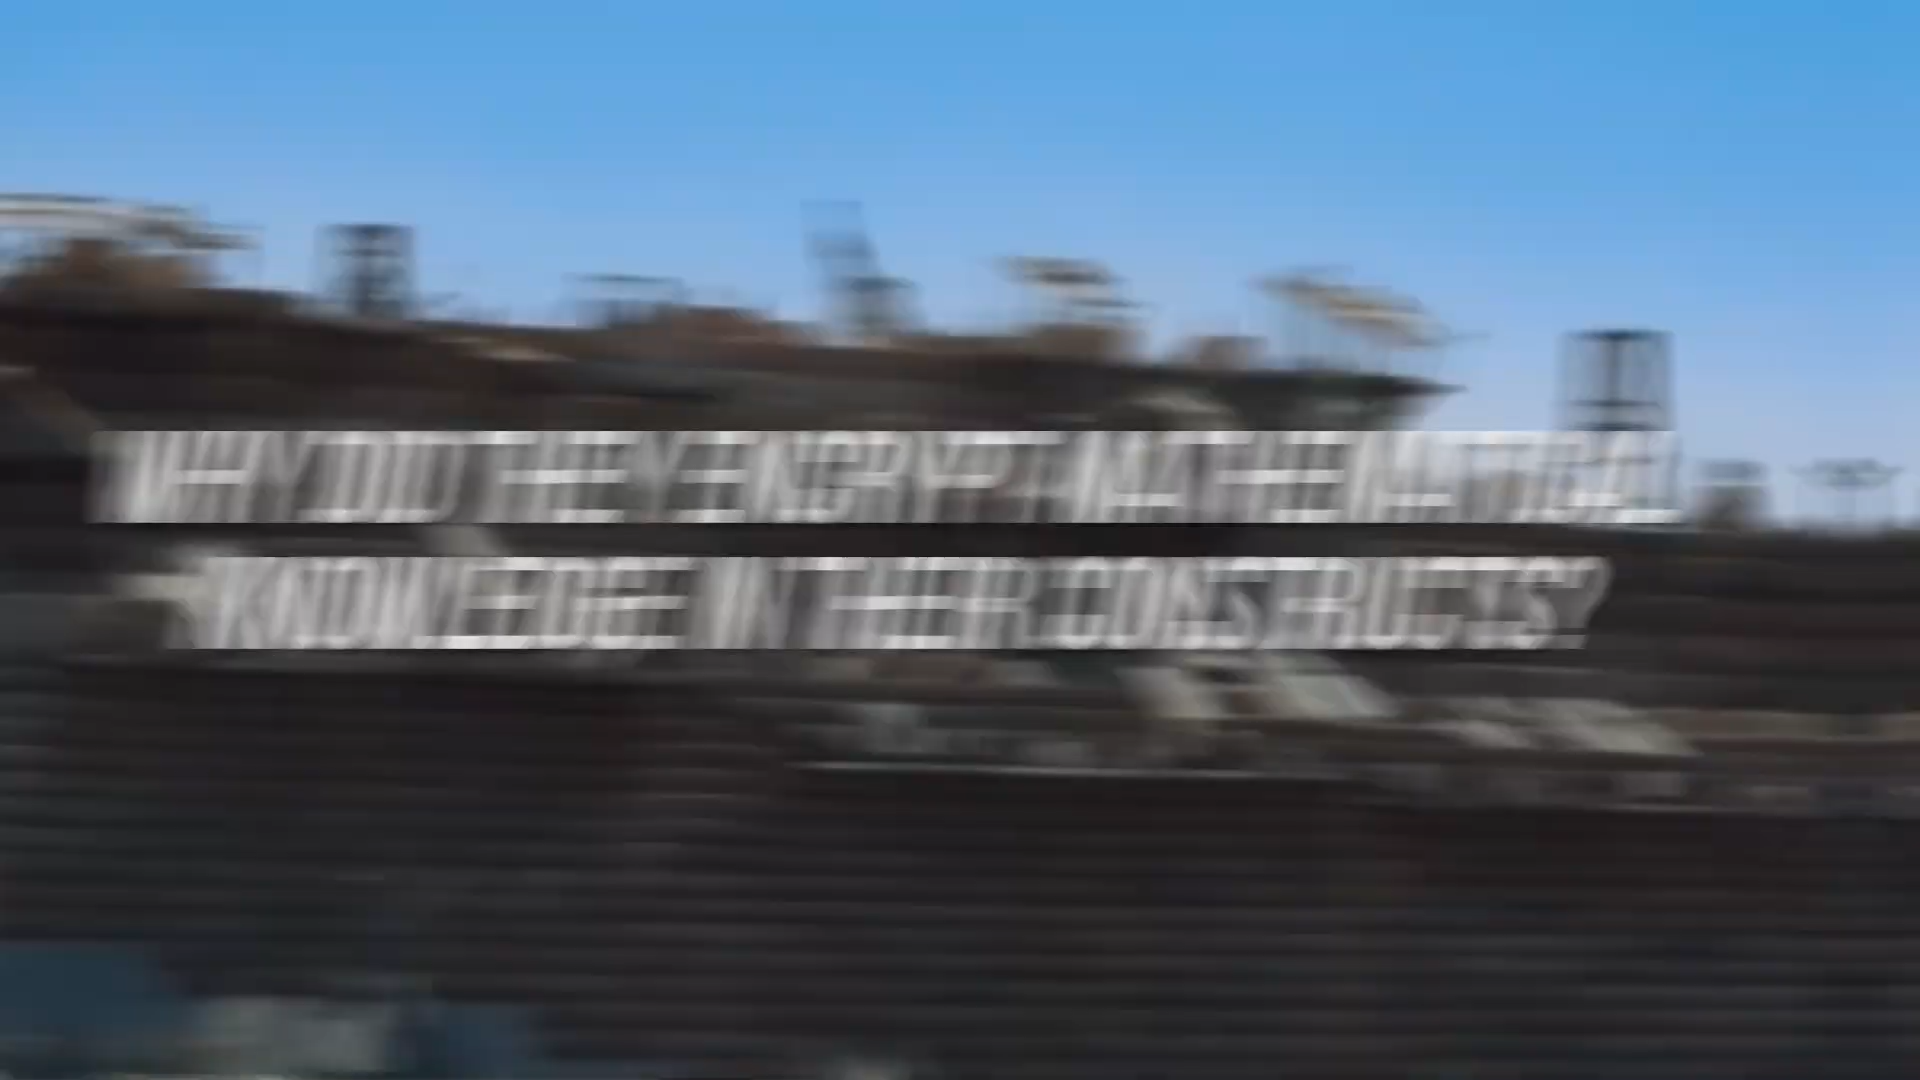 WHY DID THEY ENCRYPT MATHEMATICAL
KNOWLEDGE IN THEIR CONSTRUCTS?